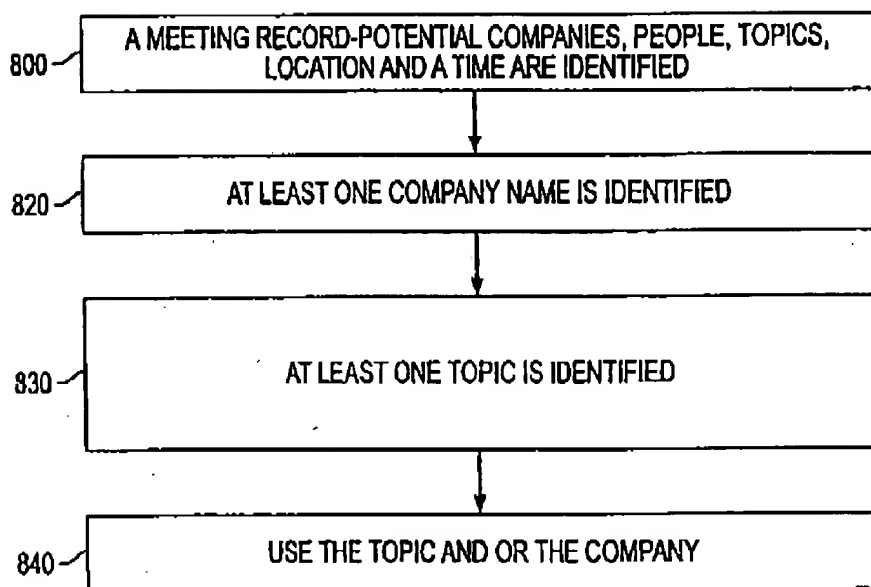 800
A MEETING RECORD-POTENTIAL COMPANIES, PEOPLE, TOPICS,
LOCATION AND A TIME ARE IDENTIFIED
820
AT LEAST ONE COMPANY NAME IS IDENTIFIED
830
AT LEAST ONE TOPIC IS IDENTIFIED
840
USE THE TOPIC AND OR THE COMPANY